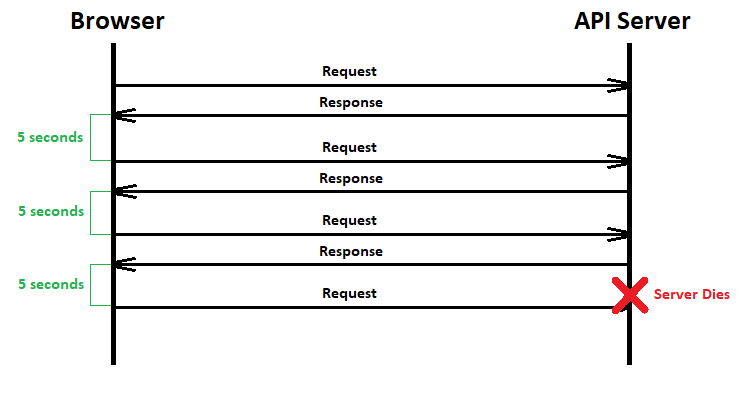 Browser
API Server
Request
Response
5 seconds
Request
Response
5 seconds
Request
Response
5 seconds
Request
Server Dies